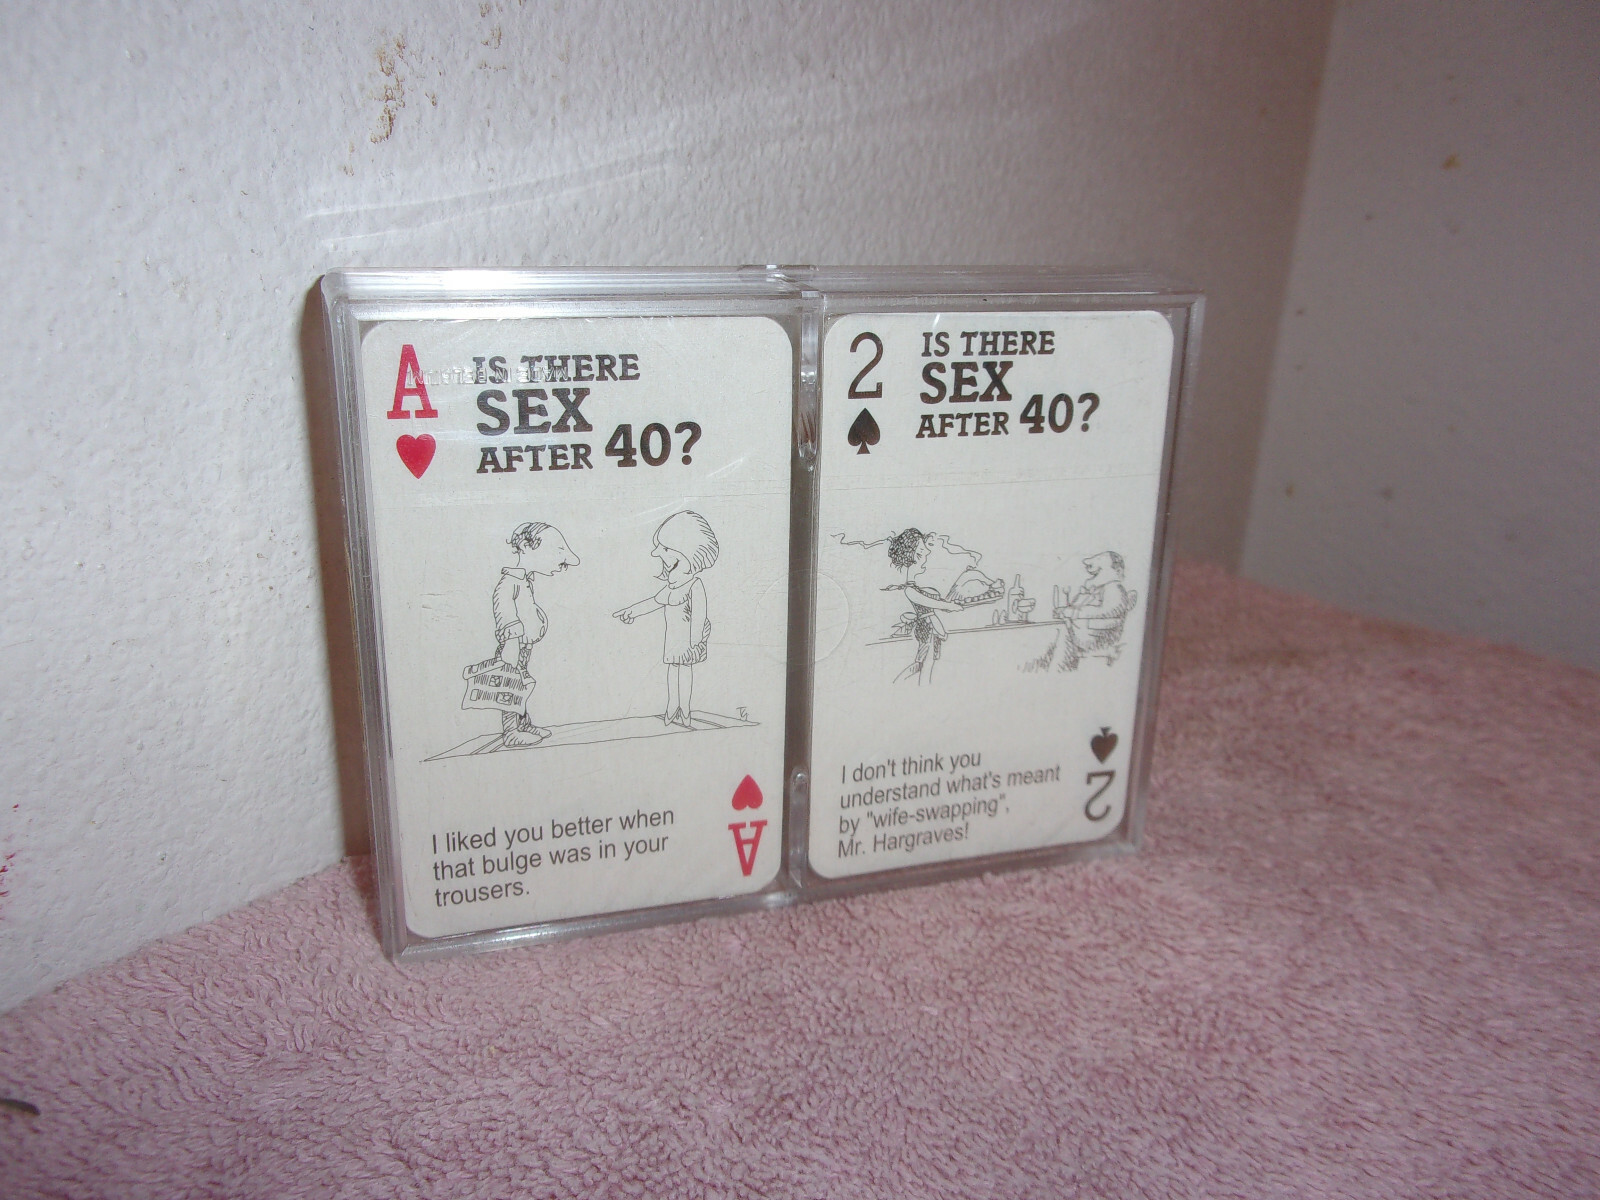 A
IS THERE
SEX
AFTER 40?
I liked you better when
that bulge was in your
trousers.
A
2
IS THERE
SEX
AFTER 40?
I don't think you
understand what's meant
by "wife-swapping",
Mr. Hargraves!
2